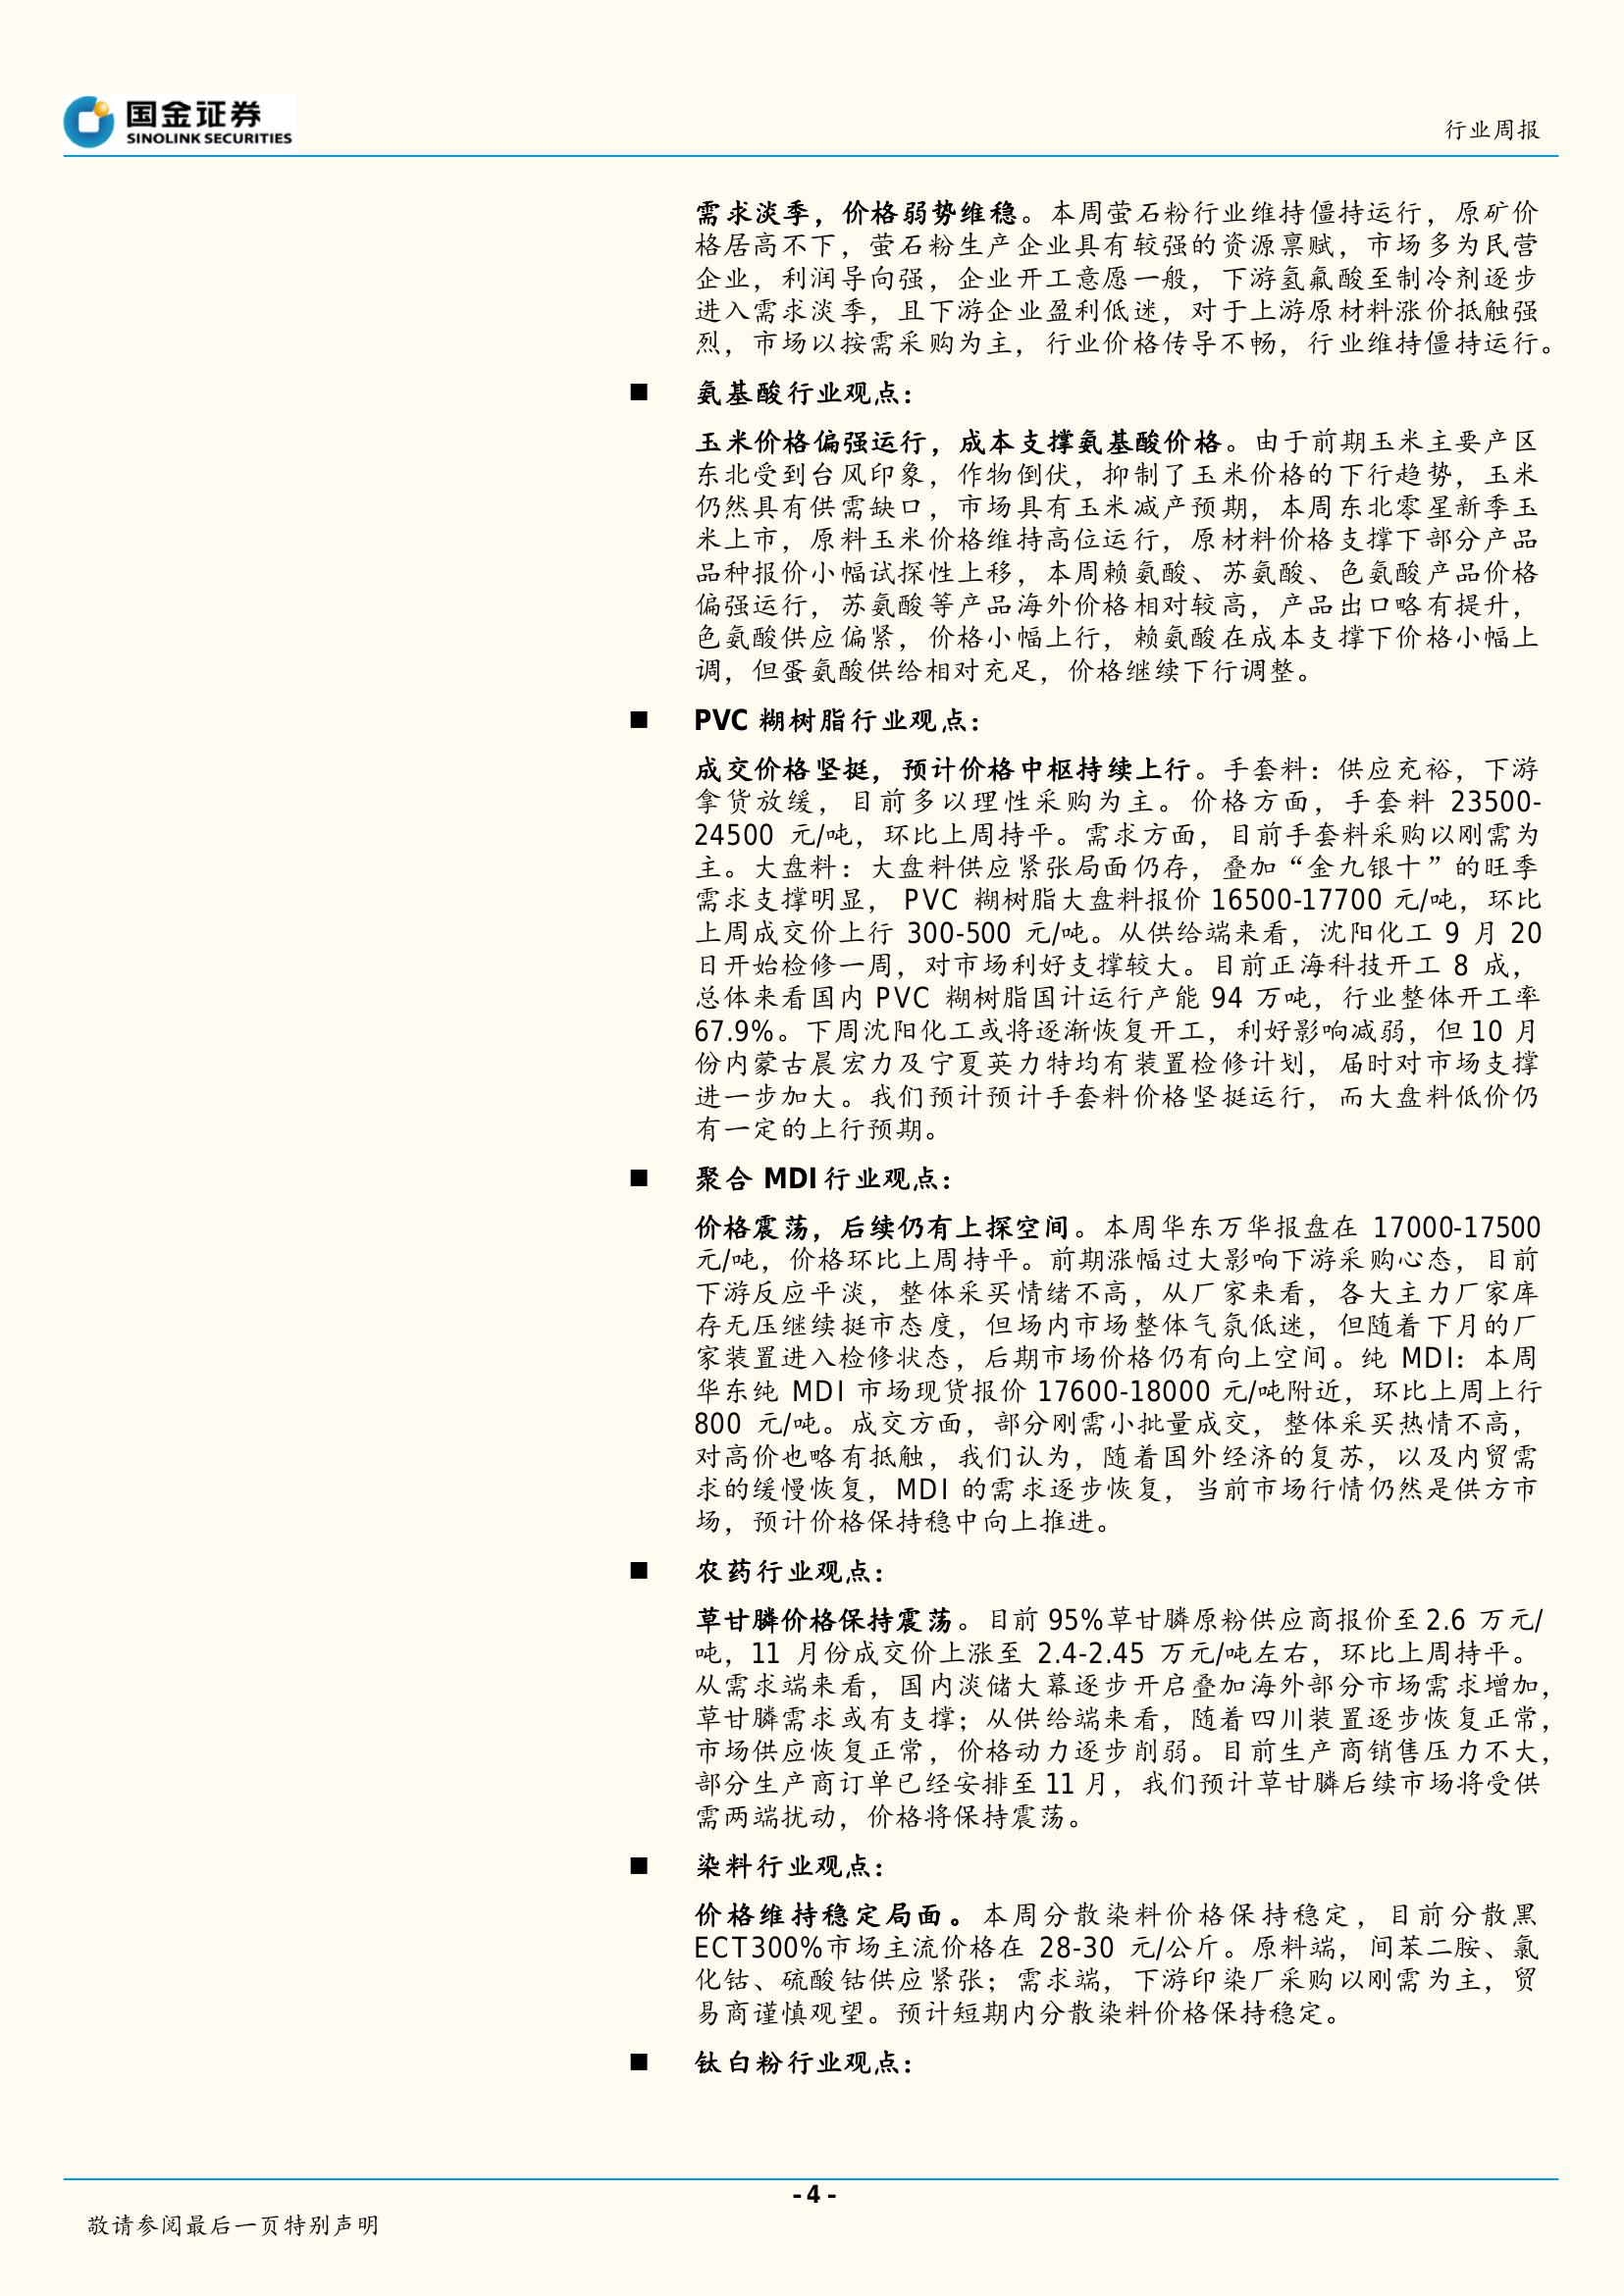 国金证券
SINOLINK SECURITIES
行业周报
需求淡季，价格弱势维稳。本周萤石粉行业维持僵持运行，原矿价
格居高不下，萤石粉生产企业具有较强的资源禀赋，市场多为民营
企业，利润导向强，企业开工意愿一般，下游氢氟酸至制冷剂逐步
进入需求淡季，且下游企业盈利低迷，对于上游原材料涨价抵触强
烈，市场以按需采购为主，行业价格传导不畅，行业维持僵持运行。
■ 氨基酸行业观点：
玉米价格偏强运行，成本支撑氨基酸价格。由于前期玉米主要产区
东北受到台风印象，作物倒伏，抑制了玉米价格的下行趋势，玉米
仍然具有供需缺口，市场具有玉米减产预期，本周东北零星新季玉
米上市，原料玉米价格维持高位运行，原材料价格支撑下部分产品
品种报价小幅试探性上移，本周赖氨酸、苏氨酸、色氨酸产品价格
偏强运行，苏氨酸等产品海外价格相对较高，产品出口略有提升，
色氨酸供应偏紧，价格小幅上行，赖氨酸在成本支撑下价格小幅上
调，但蛋氨酸供给相对充足，价格继续下行调整。
■ PVC 糊树脂行业观点：
成交价格坚挺，预计价格中枢持续上行。手套料：供应充裕，下游
拿货放缓，目前多以理性采购为主。价格方面，手套料 23500-
24500 元/吨，环比上周持平。需求方面，目前手套料采购以刚需为
主。大盘料：大盘料供应紧张局面仍存，叠加“金九银十”的旺季
需求支撑明显， PVC 糊树脂大盘料报价 16500-17700 元/吨，环比
上周成交价上行 300-500 元/吨。从供给端来看，沈阳化工 9 月 20
日开始检修一周，对市场利好支撑较大。目前正海科技开工 8 成，
总体来看国内 PVC 糊树脂国计运行产能 94 万吨，行业整体开工率
67.9%。下周沈阳化工或将逐渐恢复开工，利好影响减弱，但 10 月
份内蒙古晨宏力及宁夏英力特均有装置检修计划，届时对市场支撑
进一步加大。我们预计预计手套料价格坚挺运行，而大盘料低价仍
有一定的上行预期。
■ 聚合 MDI 行业观点：
价格震荡，后续仍有上探空间。本周华东万华报盘在 17000-17500
元/吨，价格环比上周持平。前期涨幅过大影响下游采购心态，目前
下游反应平淡，整体采买情绪不高，从厂家来看，各大主力厂家库
存无压继续挺市态度，但场内市场整体气氛低迷，但随着下月的厂
家装置进入检修状态，后期市场价格仍有向上空间。纯 MDI：本周
华东纯 MDI 市场现货报价 17600-18000 元/吨附近，环比上周上行
800 元/吨。成交方面，部分刚需小批量成交，整体采买热情不高，
对高价也略有抵触，我们认为，随着国外经济的复苏，以及内贸需
求的缓慢恢复，MDI 的需求逐步恢复，当前市场行情仍然是供方市
场，预计价格保持稳中向上推进。
■ 农药行业观点：
草甘膦价格保持震荡。目前 95%草甘膦原粉供应商报价至 2.6 万元/
吨，11 月份成交价上涨至 2.4-2.45 万元/吨左右，环比上周持平。
从需求端来看，国内淡储大幕逐步开启叠加海外部分市场需求增加，
草甘膦需求或有支撑；从供给端来看，随着四川装置逐步恢复正常，
市场供应恢复正常，价格动力逐步削弱。目前生产商销售压力不大，
部分生产商订单已经安排至 11 月，我们预计草甘膦后续市场将受供
需两端扰动，价格将保持震荡。
■ 染料行业观点：
价格维持稳定局面。本周分散染料价格保持稳定，目前分散黑
ECT300%市场主流价格在 28-30 元/公斤。原料端，间苯二胺、氯
化钴、硫酸钴供应紧张；需求端，下游印染厂采购以刚需为主，贸
易商谨慎观望。预计短期内分散染料价格保持稳定。
■ 钛白粉行业观点：
- 4 -
敬请参阅最后一页特别声明